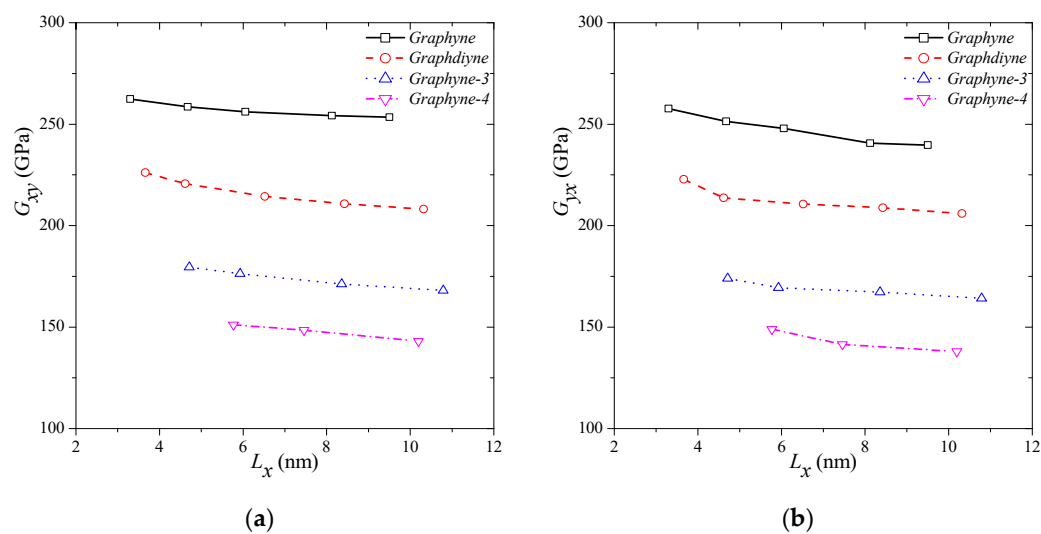 300
250
200
150
100
2 4 6 8 10 12
G_xy (GPa)
L_x (nm)
Graphyne
Graphdiyne
Graphyne-3
Graphyne-4
(a)
300
250
200
150
100
2 4 6 8 10 12
G_yx (GPa)
L_x (nm)
Graphyne
Graphdiyne
Graphyne-3
Graphyne-4
(b)